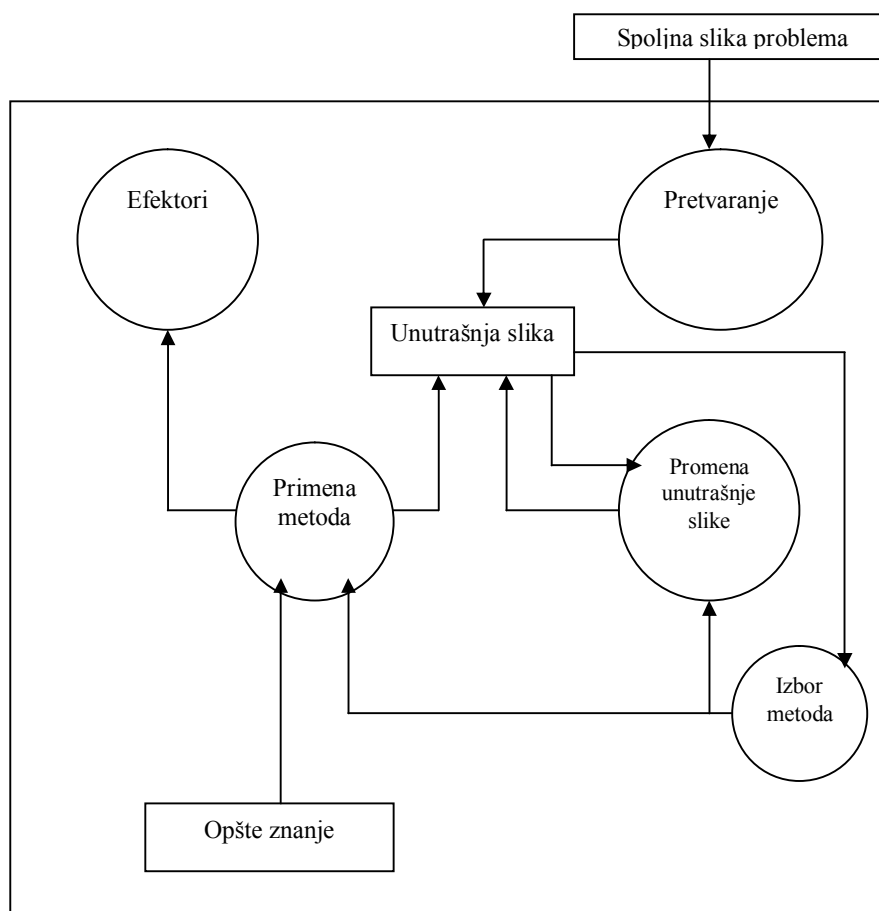 Spoljna slika problema
Efektori
Pretvaranje
Unutrašnja slika
Primena
metoda
Promena
unutrašnje
slike
Izbor
metoda
Opšte znanje